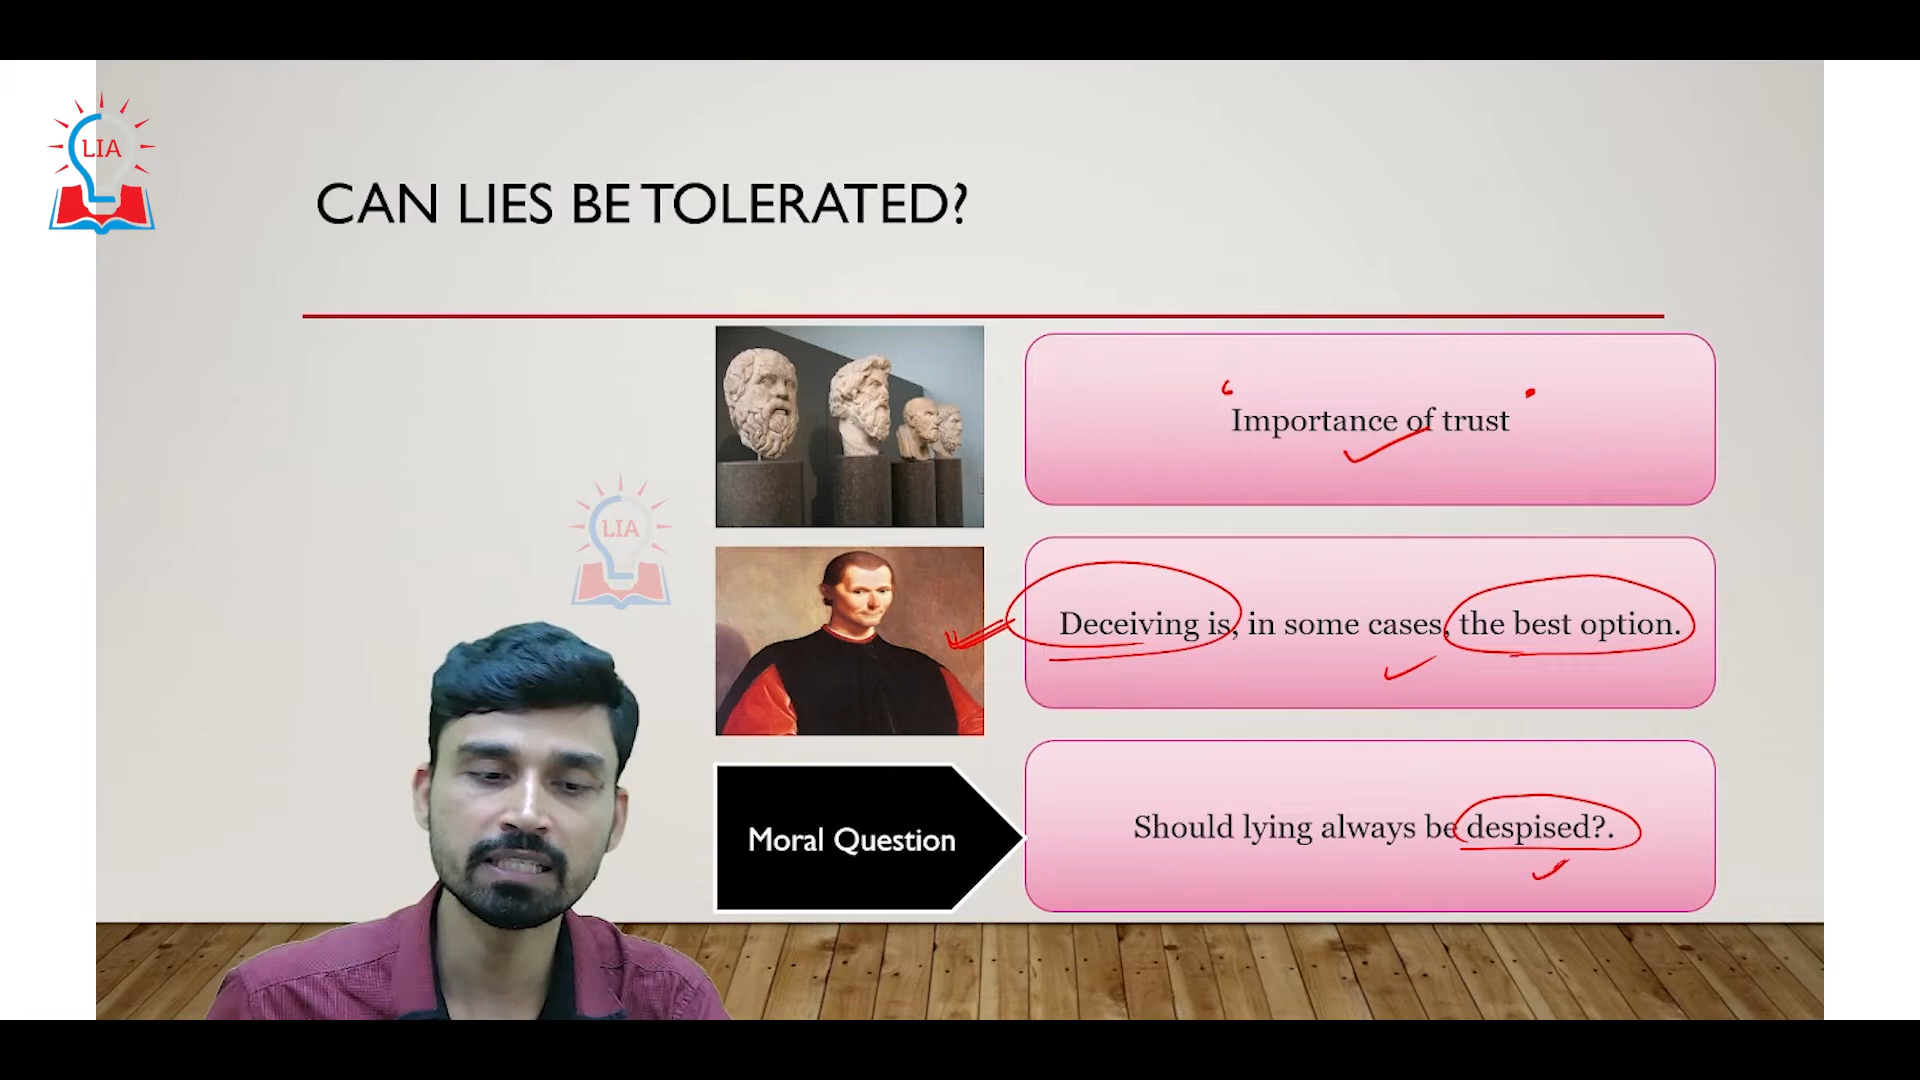 LIA
CAN LIES BE TOLERATED?
Importance of trust
LIA
Deceiving is, in some cases, the best option.
Moral Question
Should lying always be despised?.